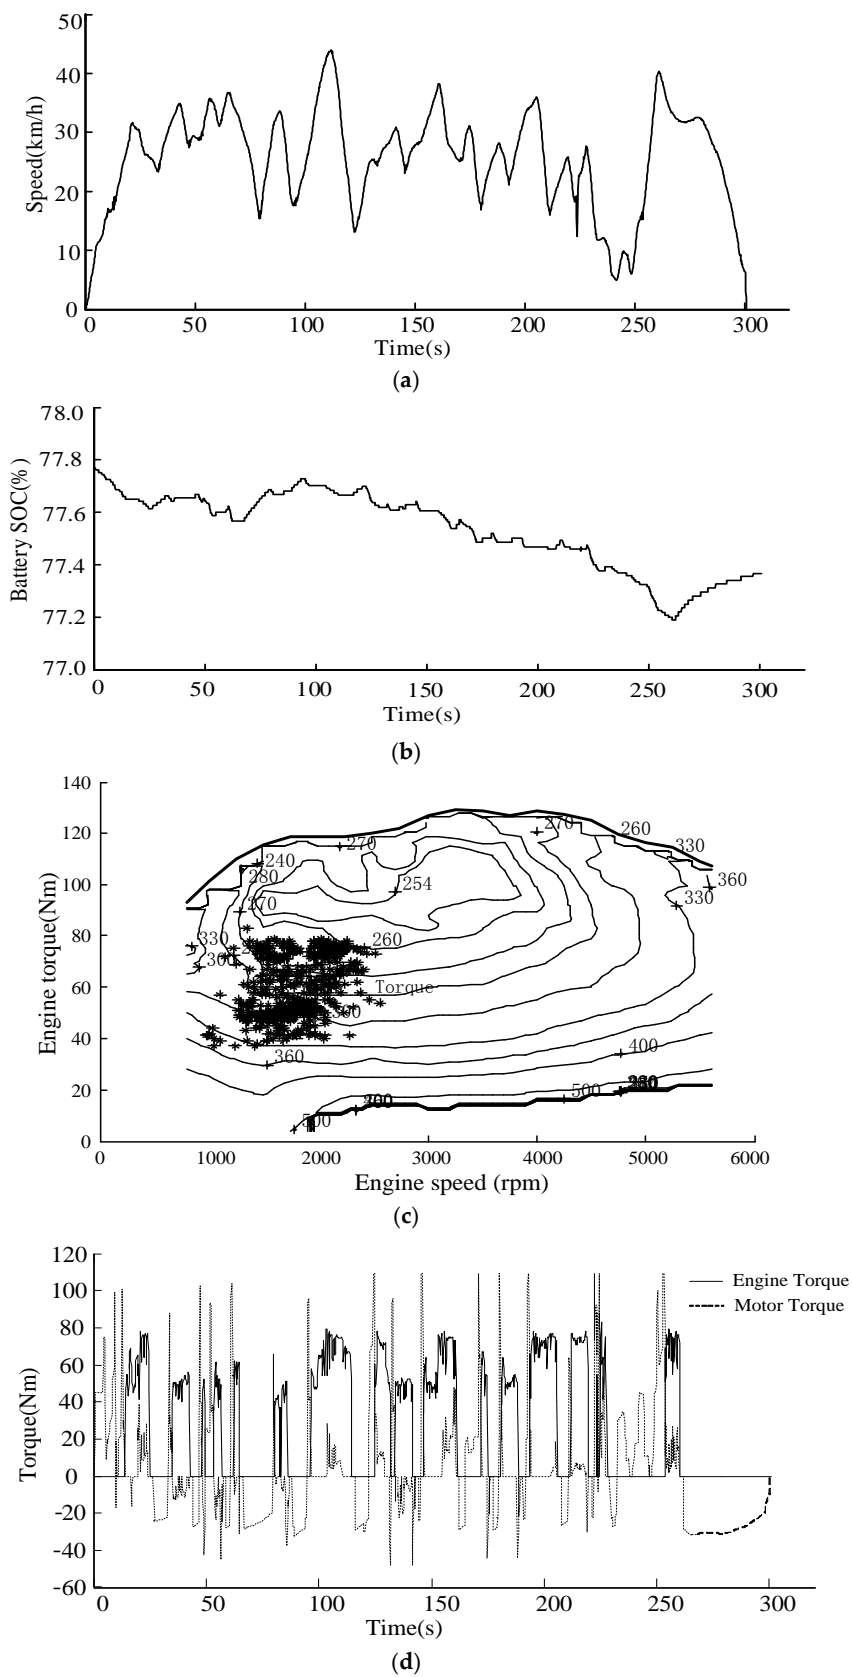 50
40
30
20
10
0
Speed(km/h)
0 50 100 150 200 250 300
Time(s)
(a)
78.0
77.8
77.6
77.4
77.2
77.0
Battery SOC(%)
0 50 100 150 200 250 300
Time(s)
(b)
140
120
100
80
60
40
20
0
Engine torque(Nm)
270
270
260
330
240
280
254
360
330
270
330
260
300
Torque
300
360
400
500
500
0 1000 2000 3000 4000 5000 6000
Engine speed (rpm)
(c)
120
100
80
60
40
20
0
-20
-40
-60
Torque(Nm)
Engine Torque
Motor Torque
50 100 150 200 250 300
Time(s)
(d)